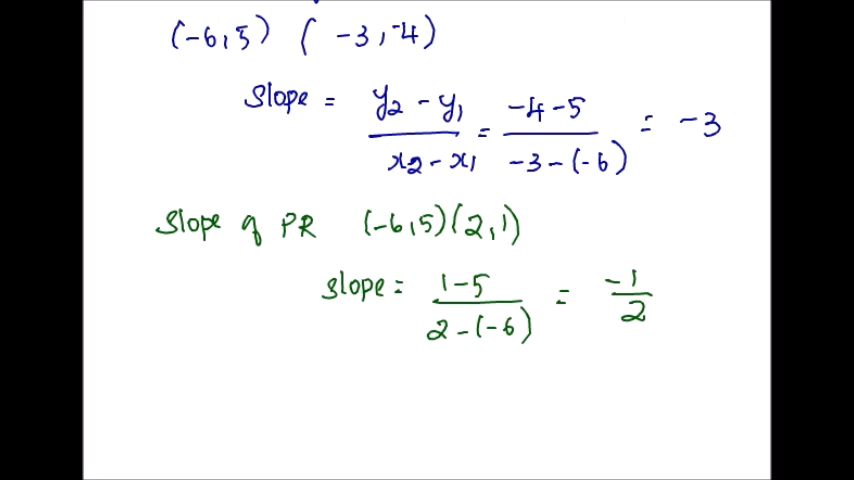 (-6,5) (-3,-4)
Slope = y₂ - y₁ / x₂ - x₁ = -4-5 / -3-(-6) = -3
Slope of PR (-6,5)(2,1)
Slope = 1-5 / 2-(-6) = -1/2